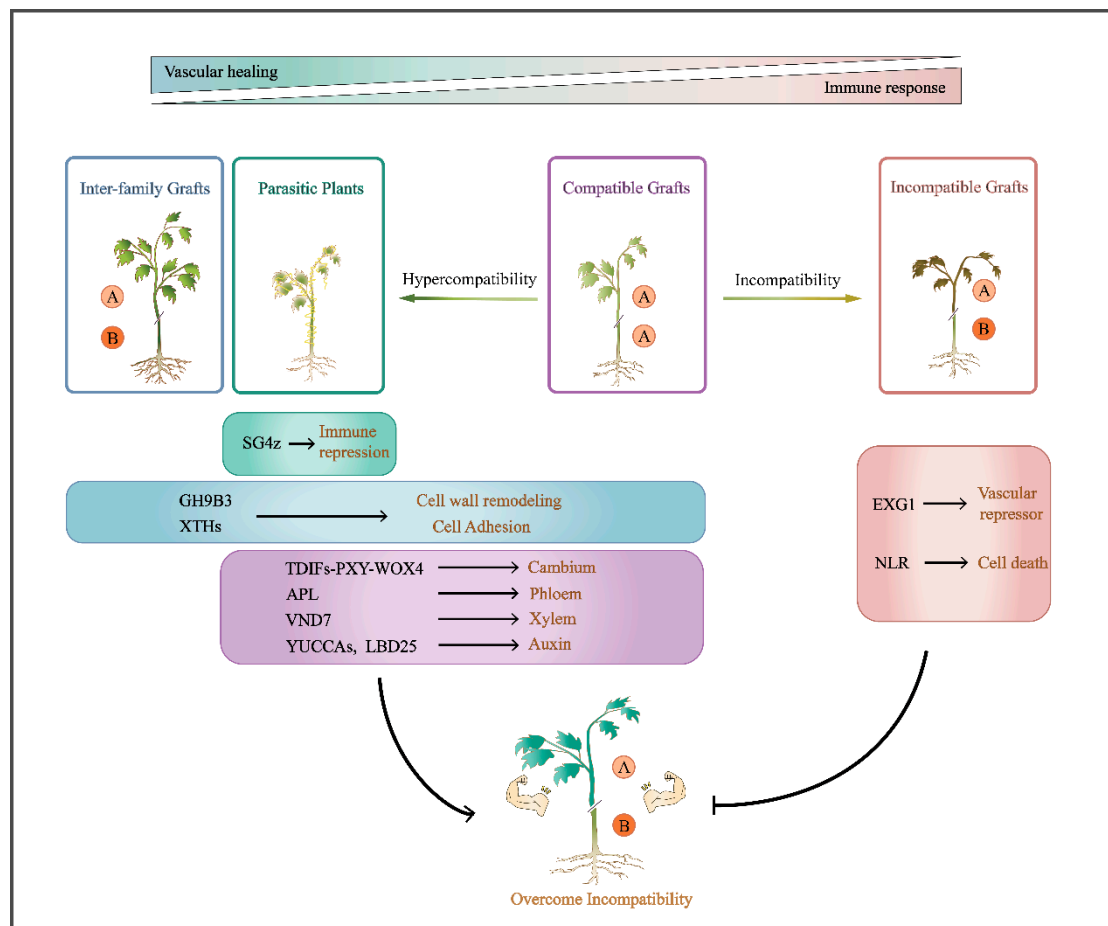 Vascular healing
Immune response
Inter-family Grafts
Parasitic Plants
Compatible Grafts
Incompatible Grafts
A
B
Hypercompatibility
A
A
Incompatibility
A
B
SG4z
Immune
repression
GH9B3
XTHs
Cell wall remodeling
Cell Adhesion
EXG1
Vascular
repressor
NLR
Cell death
TDIFs-PXY-WOX4
Cambium
APL
Phloem
VND7
Xylem
YUCCAs, LBD25
Auxin
A
B
Overcome Incompatibility